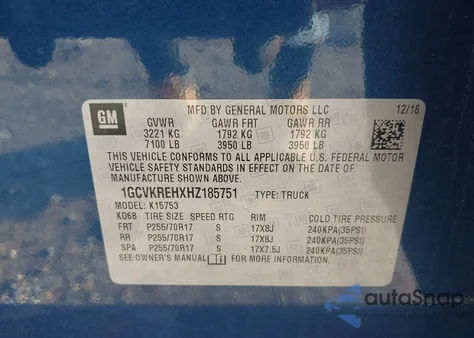 GM
MFD BY GENERAL MOTORS LLC
12/16
GVWR GAWR FRT GAWR RR
3221 KG 1792 KG 1792 KG
7100 LB 3950 LB 3950 LB
THIS VEHICLE CONFORMS TO ALL APPLICABLE U.S. FEDERAL MOTOR
VEHICLE SAFETY STANDARDS IN EFFECT ON THE DATE OF
MANUFACTURE SHOWN ABOVE.
1GCVKREHXHZ185751 TYPE: TRUCK
MODEL: K15753
KD68 TIRE SIZE SPEED RTG RIM COLD TIRE PRESSURE
FRT P255/70R17 S 17X8J 240KPA(35PSI)
RR P255/70R17 S 17X8J 240KPA(35PSI)
SPA P255/70R17 S 17X7.5J 240KPA(35PSI)
SEE OWNER'S MANUAL FOR MORE INFORMATION.
autoSnap